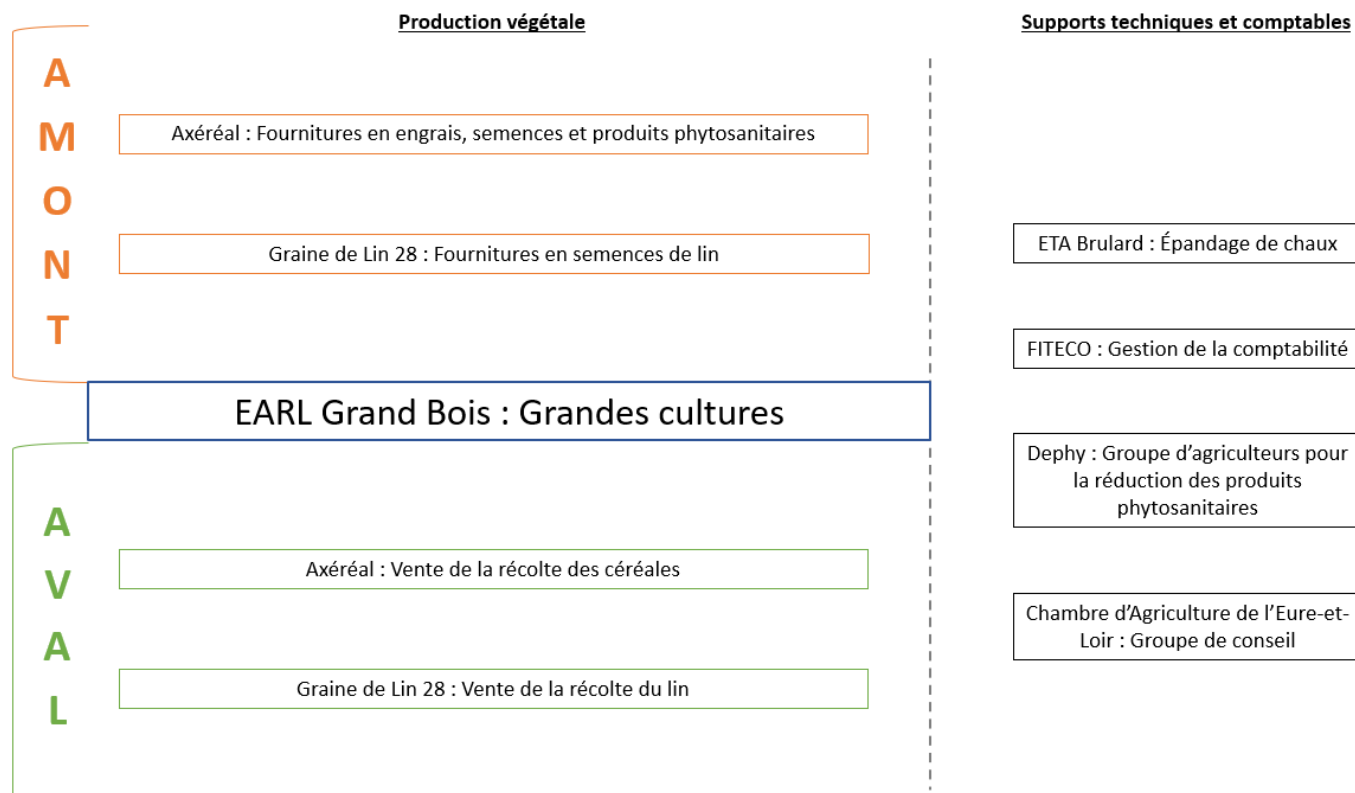 Production végétale
Supports techniques et comptables
A
M
O
N
T
Axéréal : Fournitures en engrais, semences et produits phytosanitaires
Graine de Lin 28 : Fournitures en semences de lin
EARL Grand Bois : Grandes cultures
A
V
A
L
Axéréal : Vente de la récolte des céréales
Graine de Lin 28 : Vente de la récolte du lin
ETA Brulard : Épandage de chaux
FITECO : Gestion de la comptabilité
Dephy : Groupe d’agriculteurs pour
la réduction des produits
phytosanitaires
Chambre d’Agriculture de l’Eure-et-
Loir : Groupe de conseil